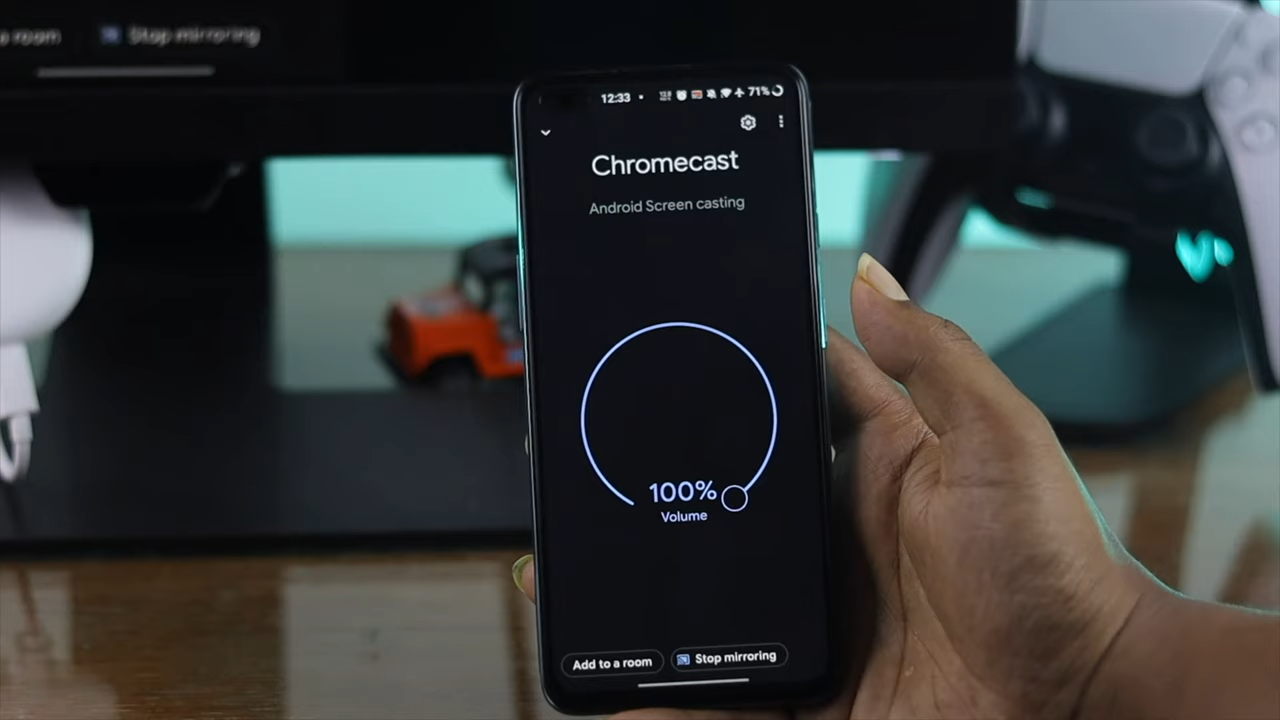 a room Stop mirroring
12:33 71%
Chromecast
Android Screen casting
100%
Volume
Add to a room Stop mirroring